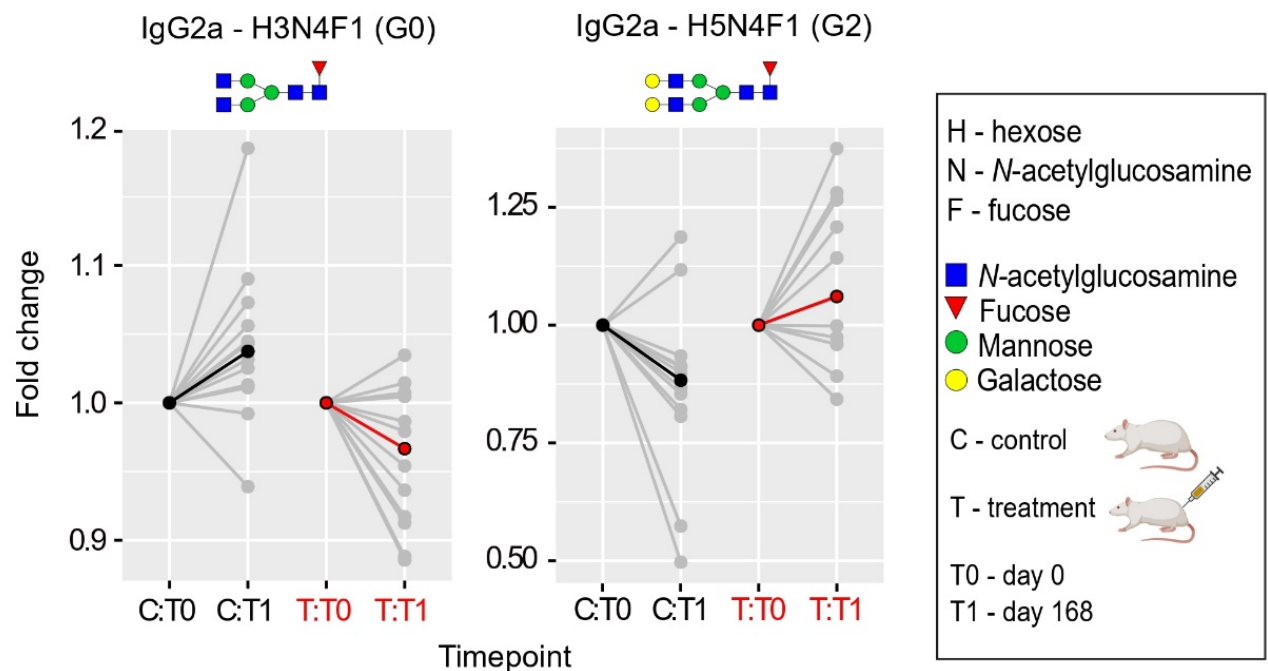 IgG2a - H3N4F1 (G0)
IgG2a - H5N4F1 (G2)
Fold change
1.2
1.1
1.0
0.9
C:T0 C:T1 T:T0 T:T1
1.25
1.00
0.75
0.50
C:T0 C:T1 T:T0 T:T1
Timepoint
H - hexose
N - N-acetylglucosamine
F - fucose
N-acetylglucosamine
Fucose
Mannose
Galactose
C - control
T - treatment
T0 - day 0
T1 - day 168